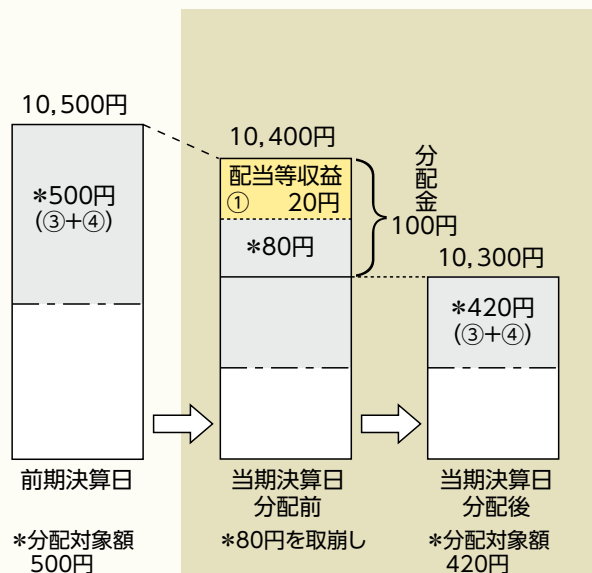 10,500円
*500円
(③+④)
前期決算日
*分配対象額
500円
10,400円
配当等収益
① 20円
*80円
分配金
100円
当期決算日
分配前
*80円を取崩し
10,300円
*420円
(③+④)
当期決算日
分配後
*分配対象額
420円